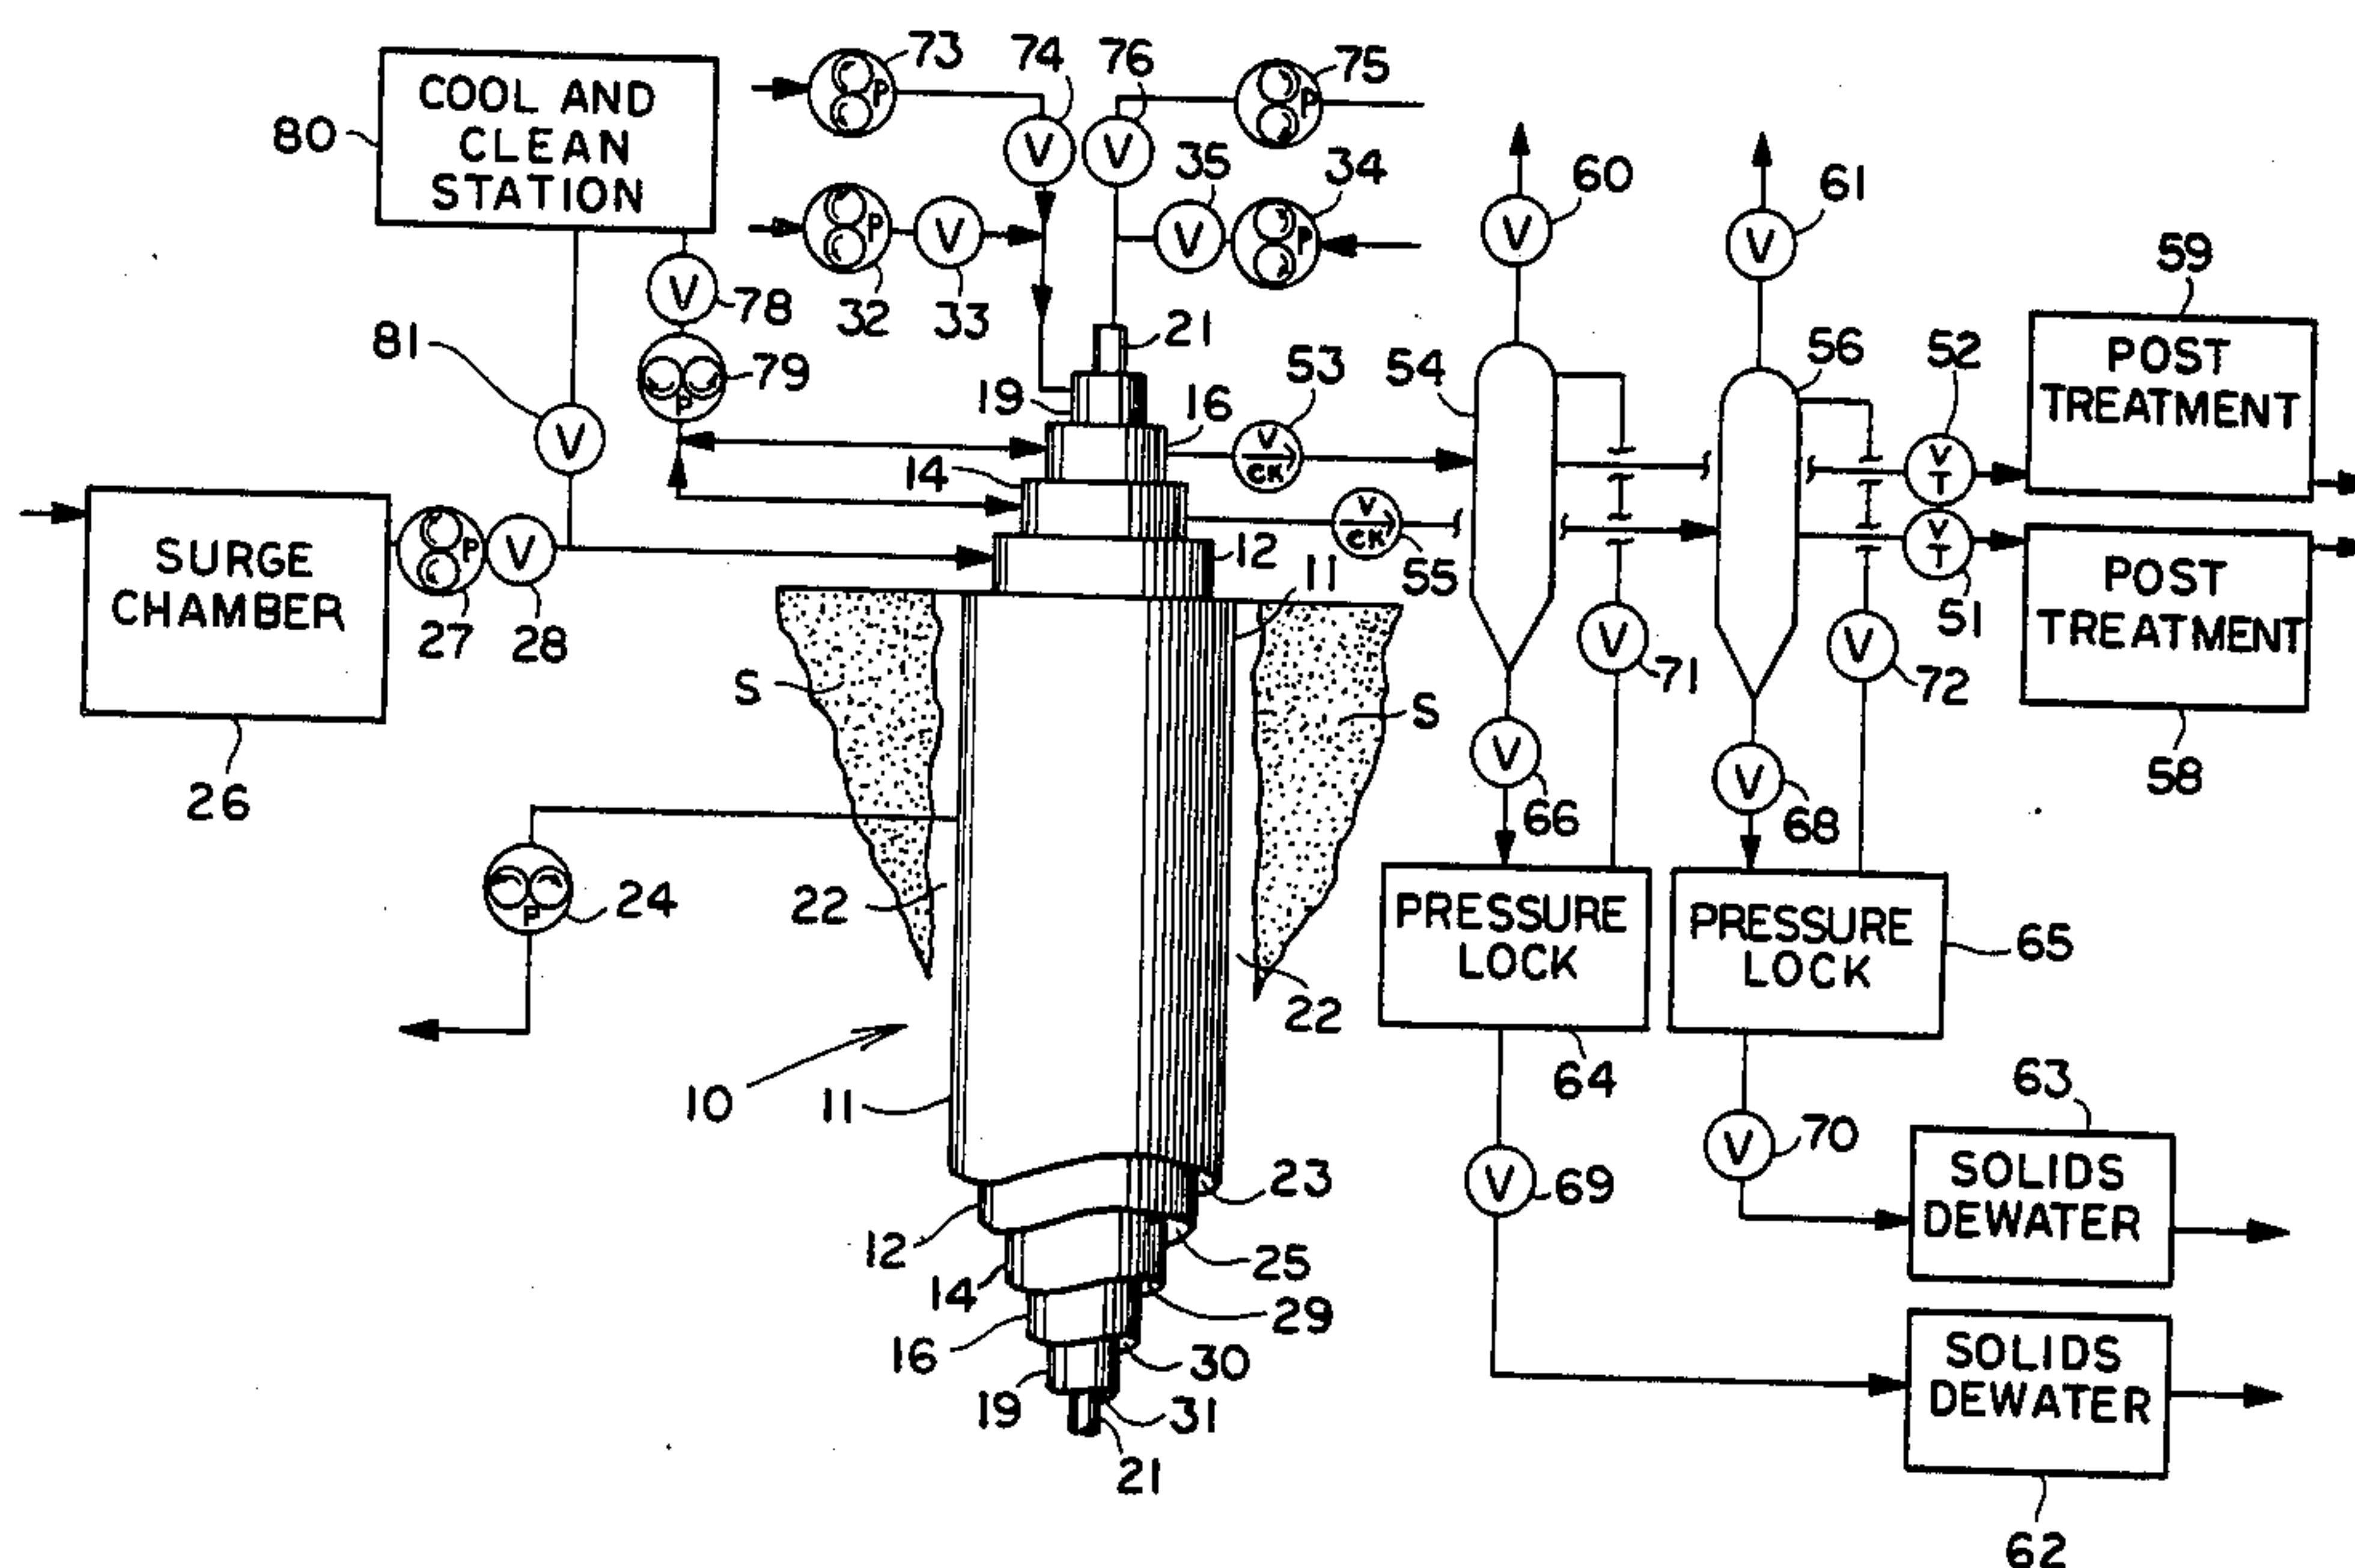 73
74
76
75
COOL AND
CLEAN
STATION
80
V
V
35
34
60
61
V
V
V
V
V
P
P
P
P
32
33
59
V
78
81
79
P
21
53
54
56
52
POST
TREATMENT
19
16
V
CK
V
14
V
T
SURGE
CHAMBER
P
V
27
28
12
11
V
CK
55
V
T
51
POST
TREATMENT
58
26
S
S
V
71
V
72
V
66
V
68
22
22
P
24
PRESSURE
LOCK
64
PRESSURE
LOCK
65
10
11
63
V
69
V
70
SOLIDS
DEWATER
23
12
25
14
29
16
30
19
31
21
SOLIDS
DEWATER
62